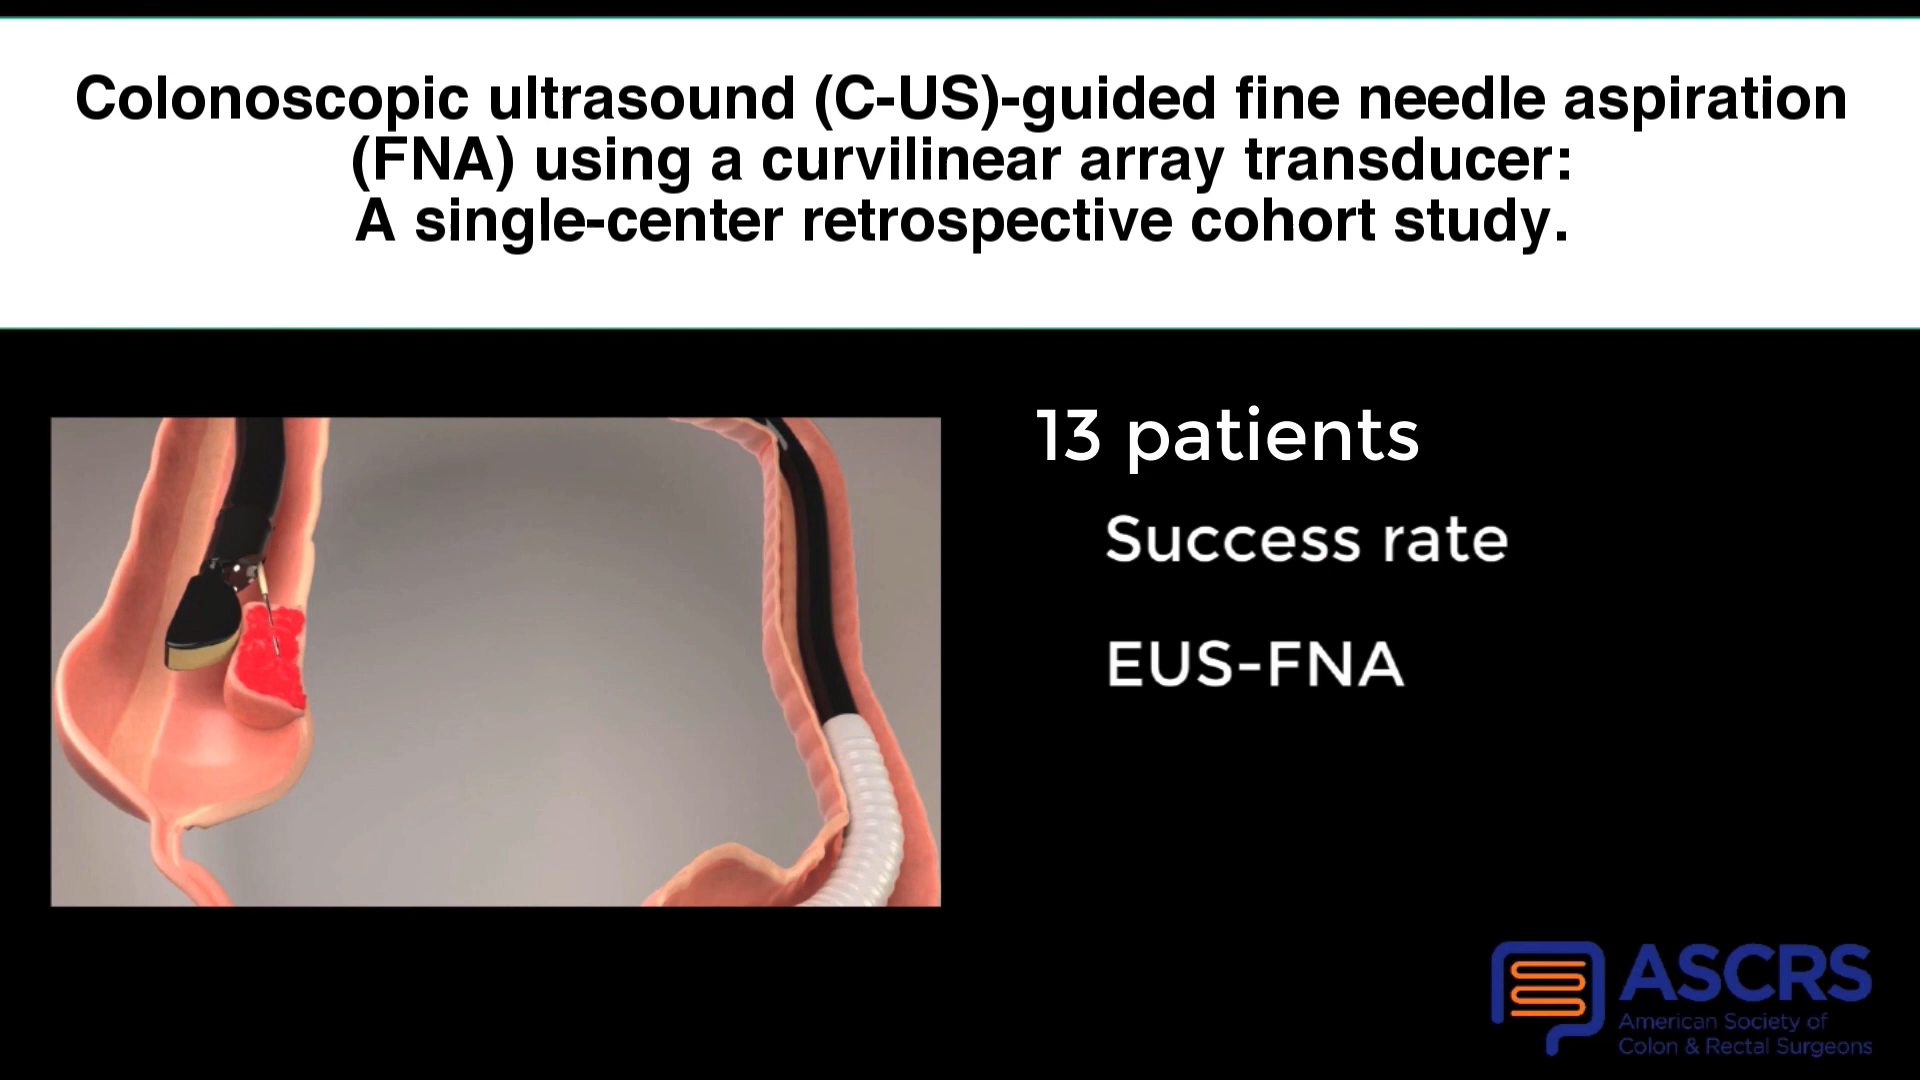 Colonoscopic ultrasound (C-US)-guided fine needle aspiration
(FNA) using a curvilinear array transducer:
A single-center retrospective cohort study.
13 patients
Success rate
EUS-FNA
ASCRS
American Society of
Colon & Rectal Surgeons